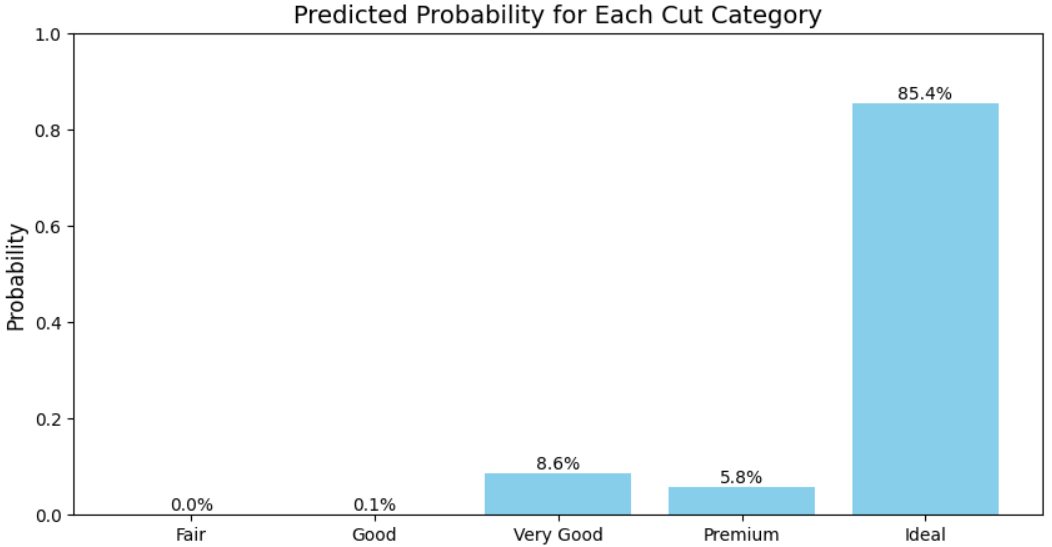 Predicted Probability for Each Cut Category
Probability
1.0
0.8
0.6
0.4
0.2
0.0
0.0%
0.1%
8.6%
5.8%
85.4%
Fair
Good
Very Good
Premium
Ideal